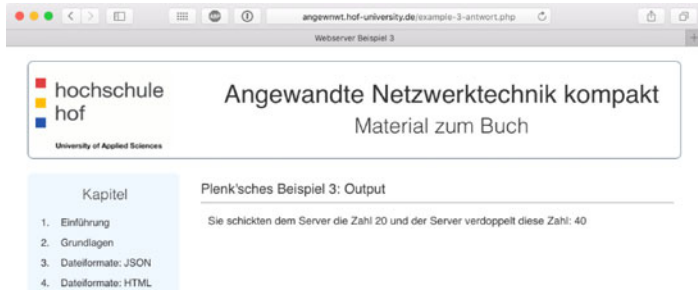 angewnwt.hof-university.de/example-3-antwort.php
Webserver Beispiel 3
hochschule
hof
University of Applied Sciences
Angewandte Netzwerktechnik kompakt
Material zum Buch
Kapitel
1. Einführung
2. Grundlagen
3. Dateiformate: JSON
4. Dateiformate: HTML
Plenk'sches Beispiel 3: Output
Sie schickten dem Server die Zahl 20 und der Server verdoppelt diese Zahl: 40